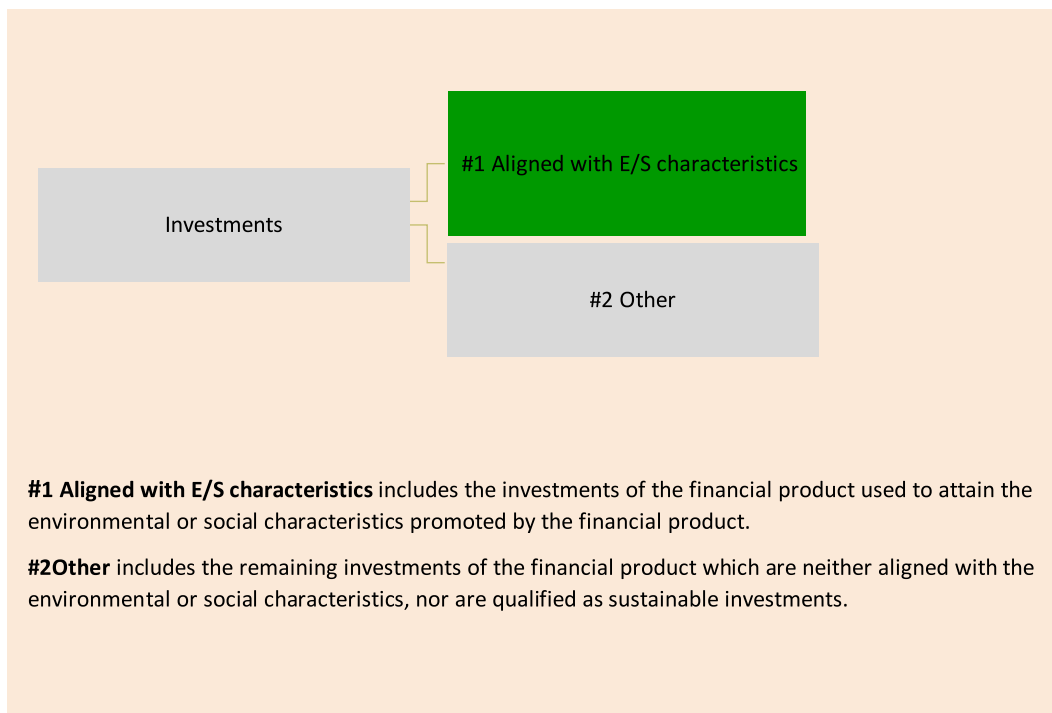 #1 Aligned with E/S characteristics
Investments
#2 Other
#1 Aligned with E/S characteristics includes the investments of the financial product used to attain the
environmental or social characteristics promoted by the financial product.
#2Other includes the remaining investments of the financial product which are neither aligned with the
environmental or social characteristics, nor are qualified as sustainable investments.